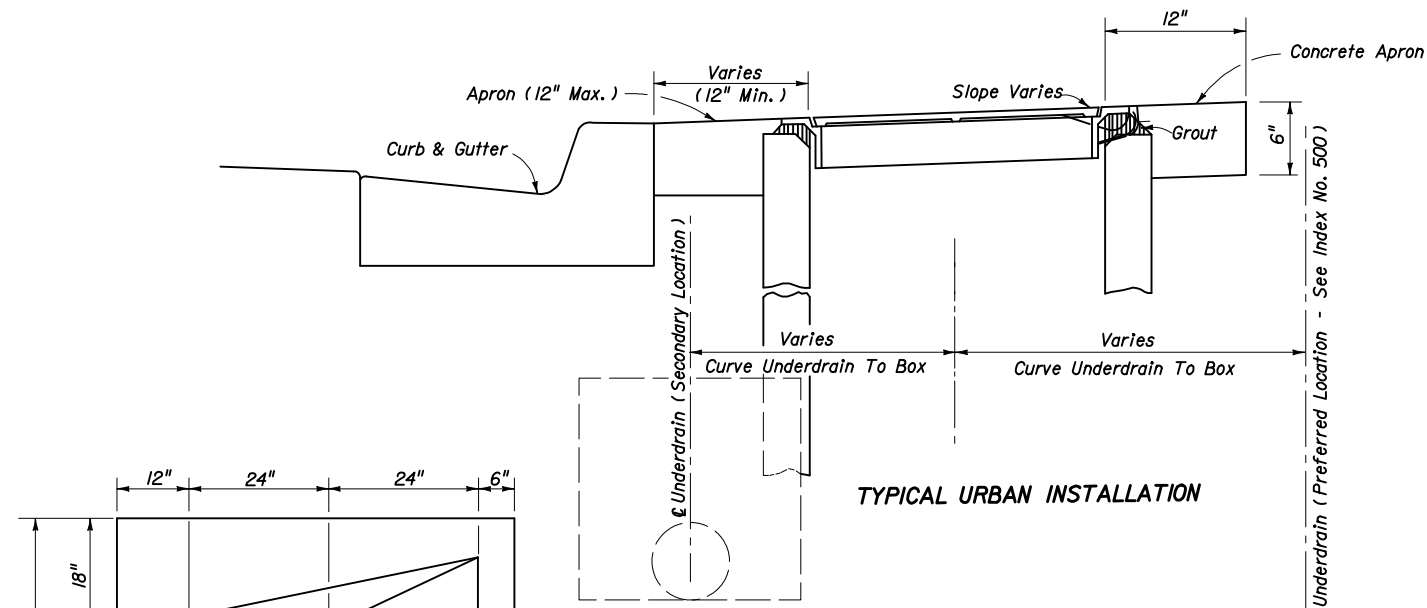 12"
Concrete Apron
Varies
(12" Min.)
Apron (12" Max.)
Slope Varies
Curb & Gutter
Grout
6"
℄ Underdrain (Secondary Location)
Underdrain (Preferred Location - See Index No. 500)
Varies
Curve Underdrain To Box
Varies
Curve Underdrain To Box
TYPICAL URBAN INSTALLATION
12"
24"
24"
6"
18"